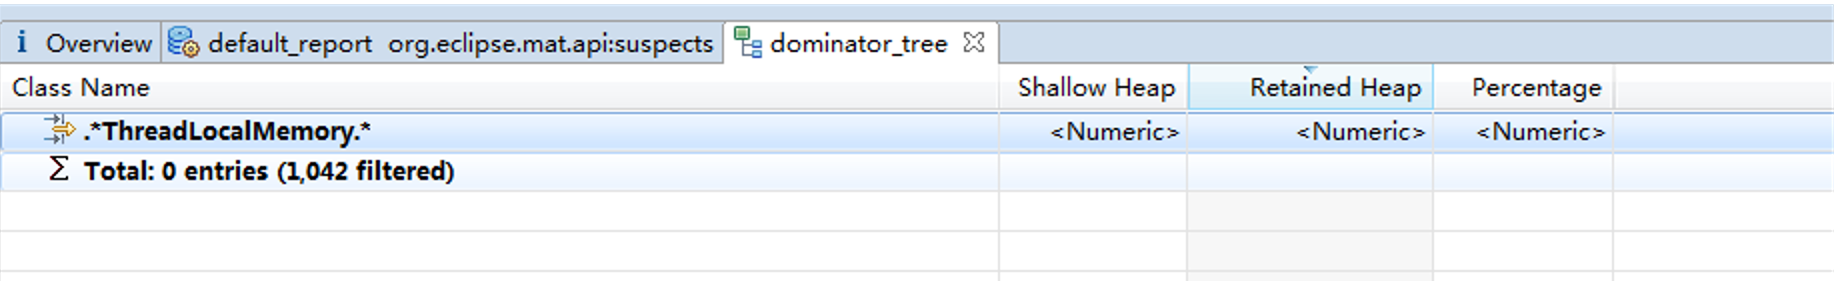 i Overview default_report org.eclipse.mat.api:suspects dominator_tree
Class Name Shallow Heap Retained Heap Percentage
.*ThreadLocalMemory.* <Numeric> <Numeric> <Numeric>
Σ Total: 0 entries (1,042 filtered)